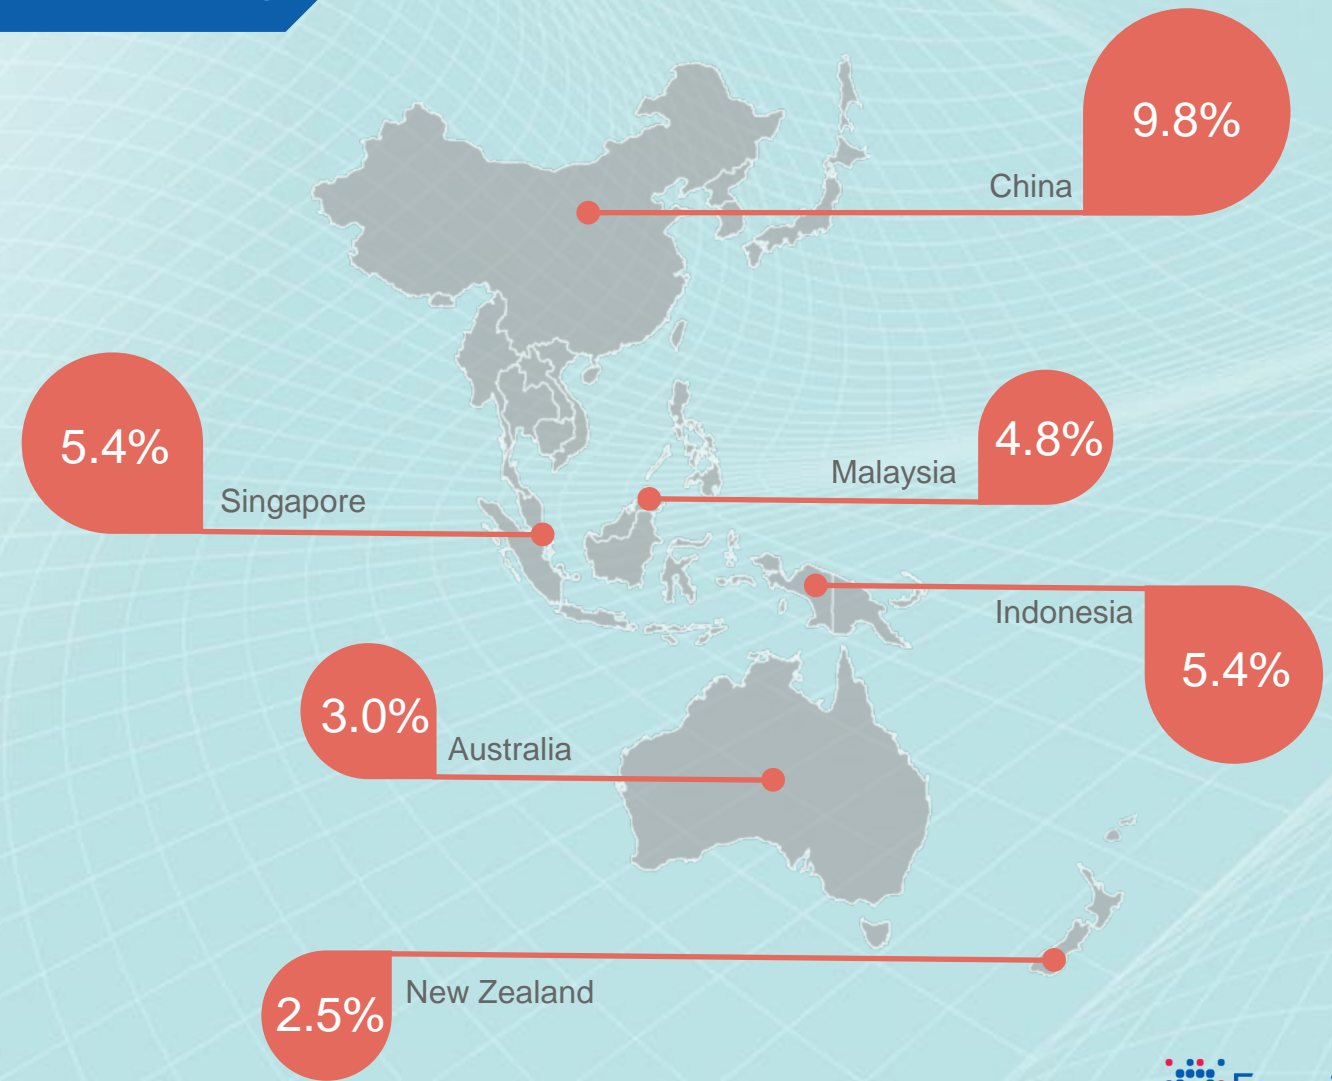 9.8%
China
5.4%
Singapore
4.8%
Malaysia
Indonesia
5.4%
3.0%
Australia
New Zealand
2.5%